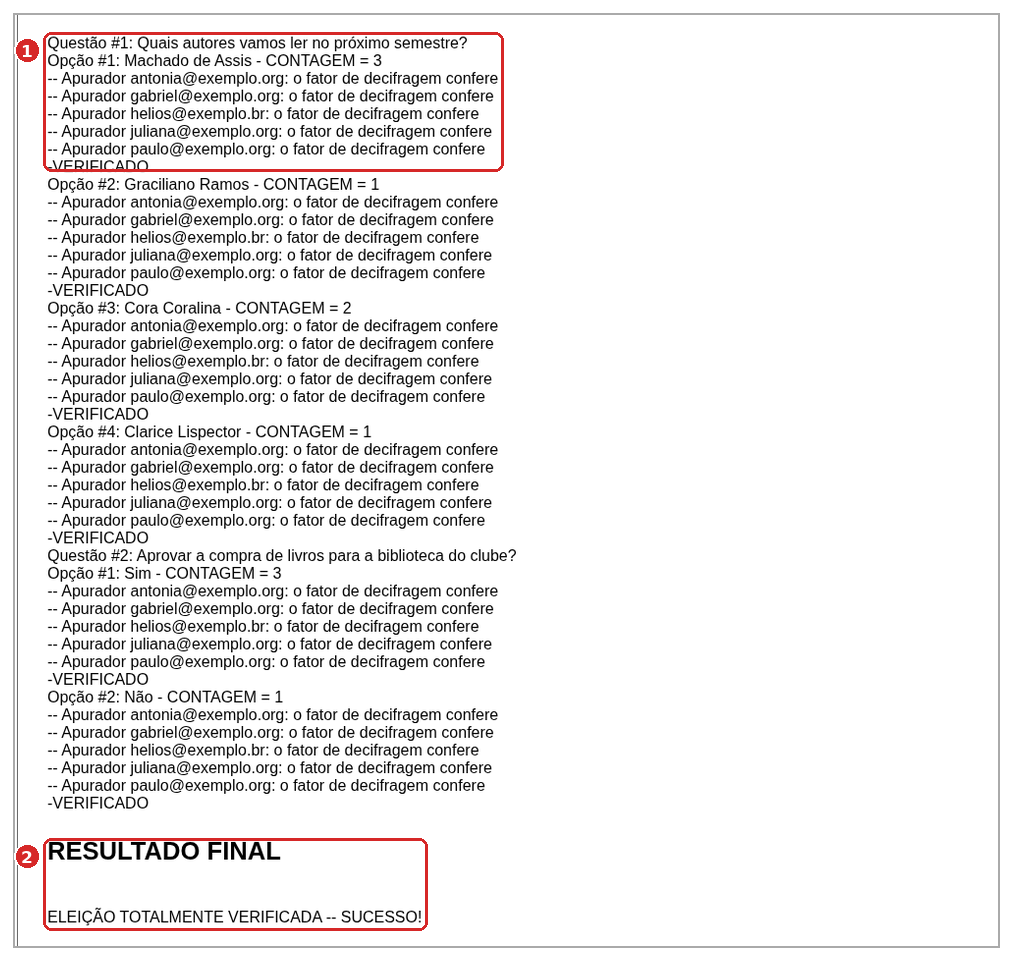 1
Questão #1: Quais autores vamos ler no próximo semestre?
Opção #1: Machado de Assis - CONTAGEM = 3
-- Apurador antonia@exemplo.org: o fator de decifragem confere
-- Apurador gabriel@exemplo.org: o fator de decifragem confere
-- Apurador helios@exemplo.br: o fator de decifragem confere
-- Apurador juliana@exemplo.org: o fator de decifragem confere
-- Apurador paulo@exemplo.org: o fator de decifragem confere
-VERIFICADO
Opção #2: Graciliano Ramos - CONTAGEM = 1
-- Apurador antonia@exemplo.org: o fator de decifragem confere
-- Apurador gabriel@exemplo.org: o fator de decifragem confere
-- Apurador helios@exemplo.br: o fator de decifragem confere
-- Apurador juliana@exemplo.org: o fator de decifragem confere
-- Apurador paulo@exemplo.org: o fator de decifragem confere
-VERIFICADO
Opção #3: Cora Coralina - CONTAGEM = 2
-- Apurador antonia@exemplo.org: o fator de decifragem confere
-- Apurador gabriel@exemplo.org: o fator de decifragem confere
-- Apurador helios@exemplo.br: o fator de decifragem confere
-- Apurador juliana@exemplo.org: o fator de decifragem confere
-- Apurador paulo@exemplo.org: o fator de decifragem confere
-VERIFICADO
Opção #4: Clarice Lispector - CONTAGEM = 1
-- Apurador antonia@exemplo.org: o fator de decifragem confere
-- Apurador gabriel@exemplo.org: o fator de decifragem confere
-- Apurador helios@exemplo.br: o fator de decifragem confere
-- Apurador juliana@exemplo.org: o fator de decifragem confere
-- Apurador paulo@exemplo.org: o fator de decifragem confere
-VERIFICADO
Questão #2: Aprovar a compra de livros para a biblioteca do clube?
Opção #1: Sim - CONTAGEM = 3
-- Apurador antonia@exemplo.org: o fator de decifragem confere
-- Apurador gabriel@exemplo.org: o fator de decifragem confere
-- Apurador helios@exemplo.br: o fator de decifragem confere
-- Apurador juliana@exemplo.org: o fator de decifragem confere
-- Apurador paulo@exemplo.org: o fator de decifragem confere
-VERIFICADO
Opção #2: Não - CONTAGEM = 1
-- Apurador antonia@exemplo.org: o fator de decifragem confere
-- Apurador gabriel@exemplo.org: o fator de decifragem confere
-- Apurador helios@exemplo.br: o fator de decifragem confere
-- Apurador juliana@exemplo.org: o fator de decifragem confere
-- Apurador paulo@exemplo.org: o fator de decifragem confere
-VERIFICADO
2
RESULTADO FINAL
ELEIÇÃO TOTALMENTE VERIFICADA -- SUCESSO!